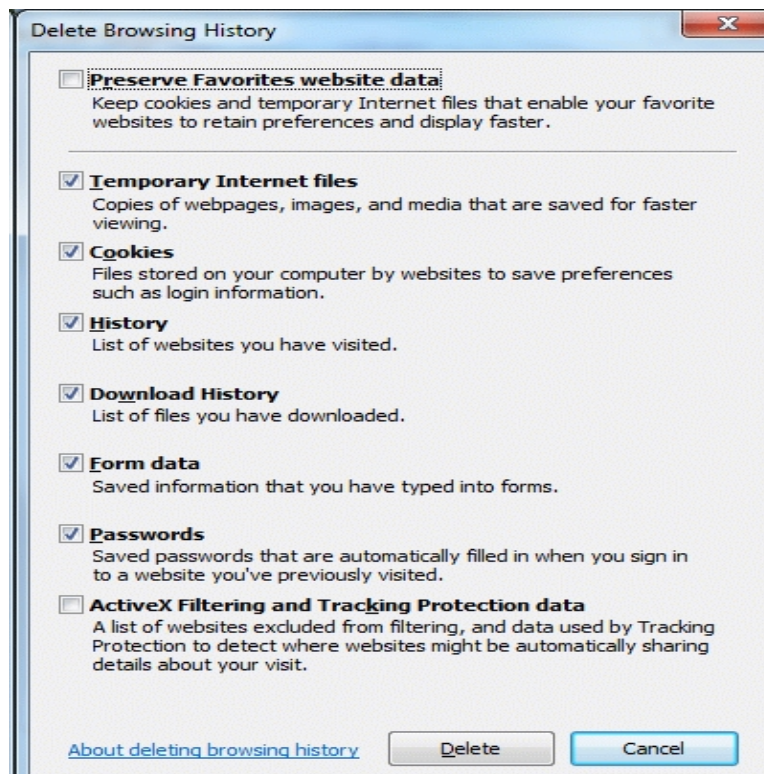 Delete Browsing History
Preserve Favorites website data
Keep cookies and temporary Internet files that enable your favorite
websites to retain preferences and display faster.
Temporary Internet files
Copies of webpages, images, and media that are saved for faster
viewing.
Cookies
Files stored on your computer by websites to save preferences
such as login information.
History
List of websites you have visited.
Download History
List of files you have downloaded.
Form data
Saved information that you have typed into forms.
Passwords
Saved passwords that are automatically filled in when you sign in
to a website you've previously visited.
ActiveX Filtering and Tracking Protection data
A list of websites excluded from filtering, and data used by Tracking
Protection to detect where websites might be automatically sharing
details about your visit.
About deleting browsing history Delete Cancel